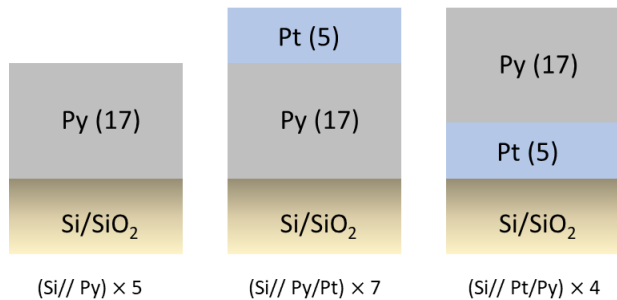 Py (17)
Si/SiO₂
(Si// Py) × 5
Pt (5)
Py (17)
Si/SiO₂
(Si// Py/Pt) × 7
Py (17)
Pt (5)
Si/SiO₂
(Si// Pt/Py) × 4